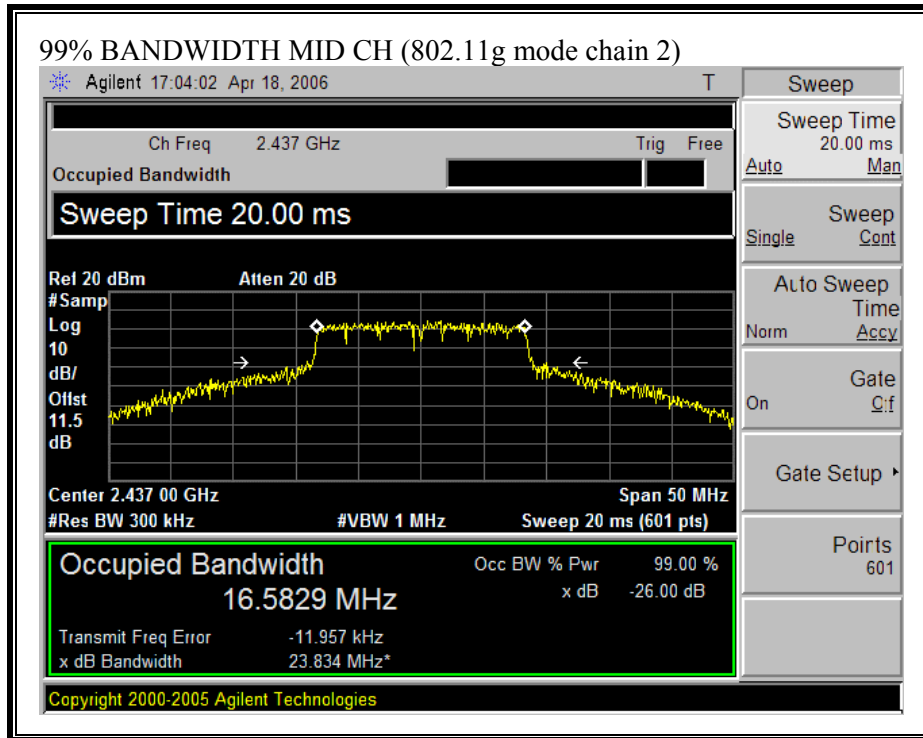 99% BANDWIDTH MID CH (802.11g mode chain 2)
Agilent 17:04:02 Apr 18, 2006 T
Sweep
Ch Freq 2.437 GHz Trig Free
Occupied Bandwidth
Sweep Time 20.00 ms
Sweep Time
20.00 ms
Auto Man
Sweep
Single Cont
Auto Sweep
Time
Norm Accy
Gate
On Off
Gate Setup
Points
601
Ref 20 dBm Atten 20 dB
#Samp
Log
10
dB/
Offst
11.5
dB
Center 2.437 00 GHz Span 50 MHz
#Res BW 300 kHz #VBW 1 MHz Sweep 20 ms (601 pts)
Occupied Bandwidth Occ BW % Pwr 99.00 %
16.5829 MHz x dB -26.00 dB
Transmit Freq Error -11.957 kHz
x dB Bandwidth 23.834 MHz*
Copyright 2000-2005 Agilent Technologies